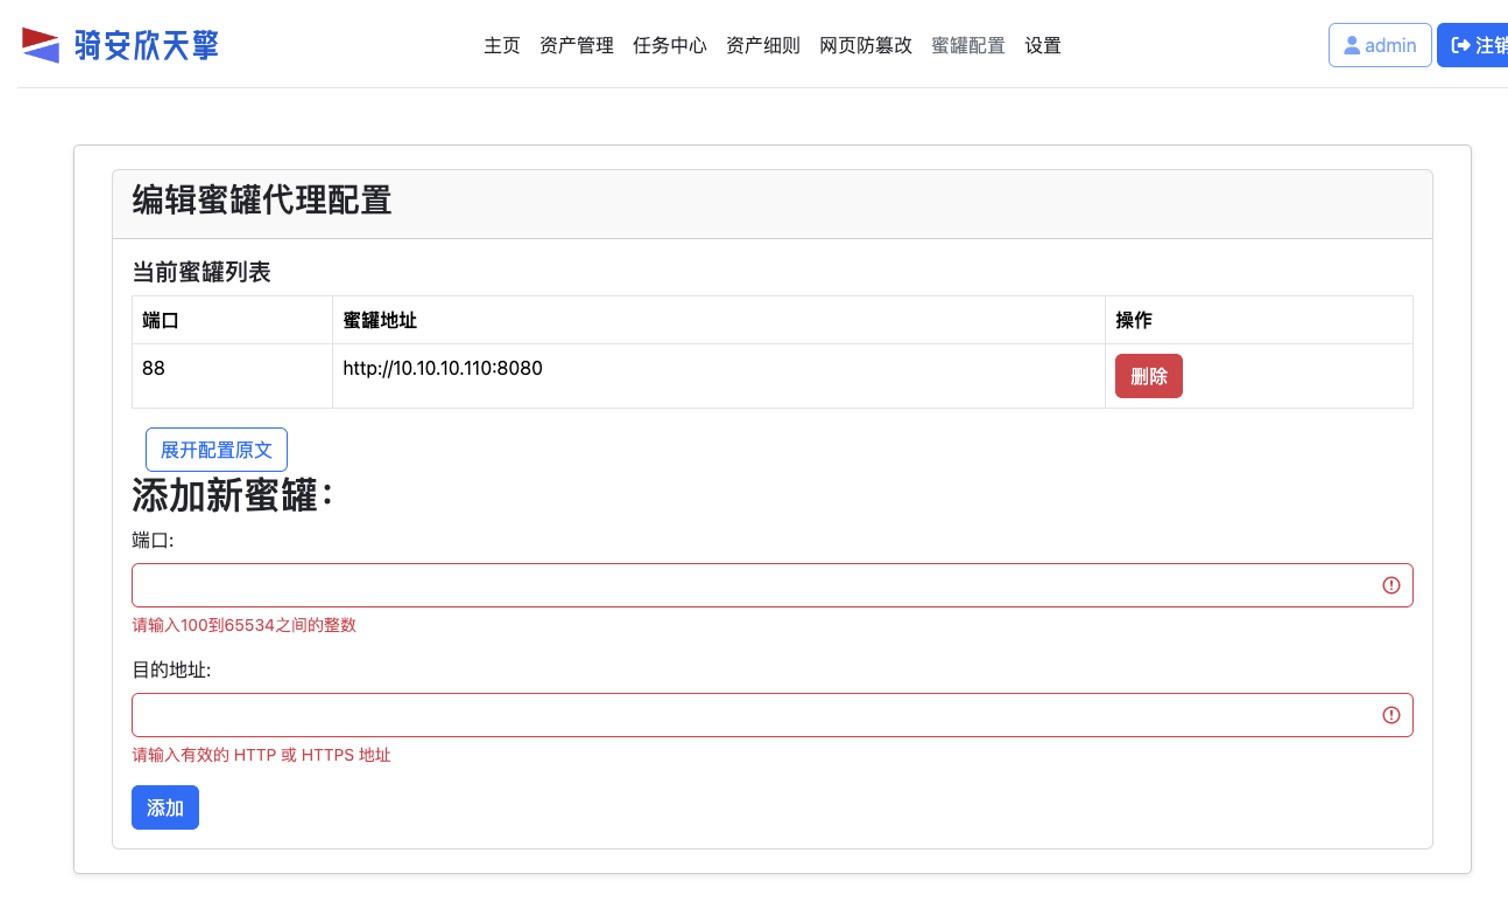 骑安欣天擎
主页 资产管理 任务中心 资产细则 网页防篡改 蜜罐配置 设置
admin
注销
编辑蜜罐代理配置
当前蜜罐列表
端口 蜜罐地址 操作
88 http://10.10.10.110:8080 删除
展开配置原文
添加新蜜罐：
端口:
请输入100到65534之间的整数
目的地址:
请输入有效的 HTTP 或 HTTPS 地址
添加